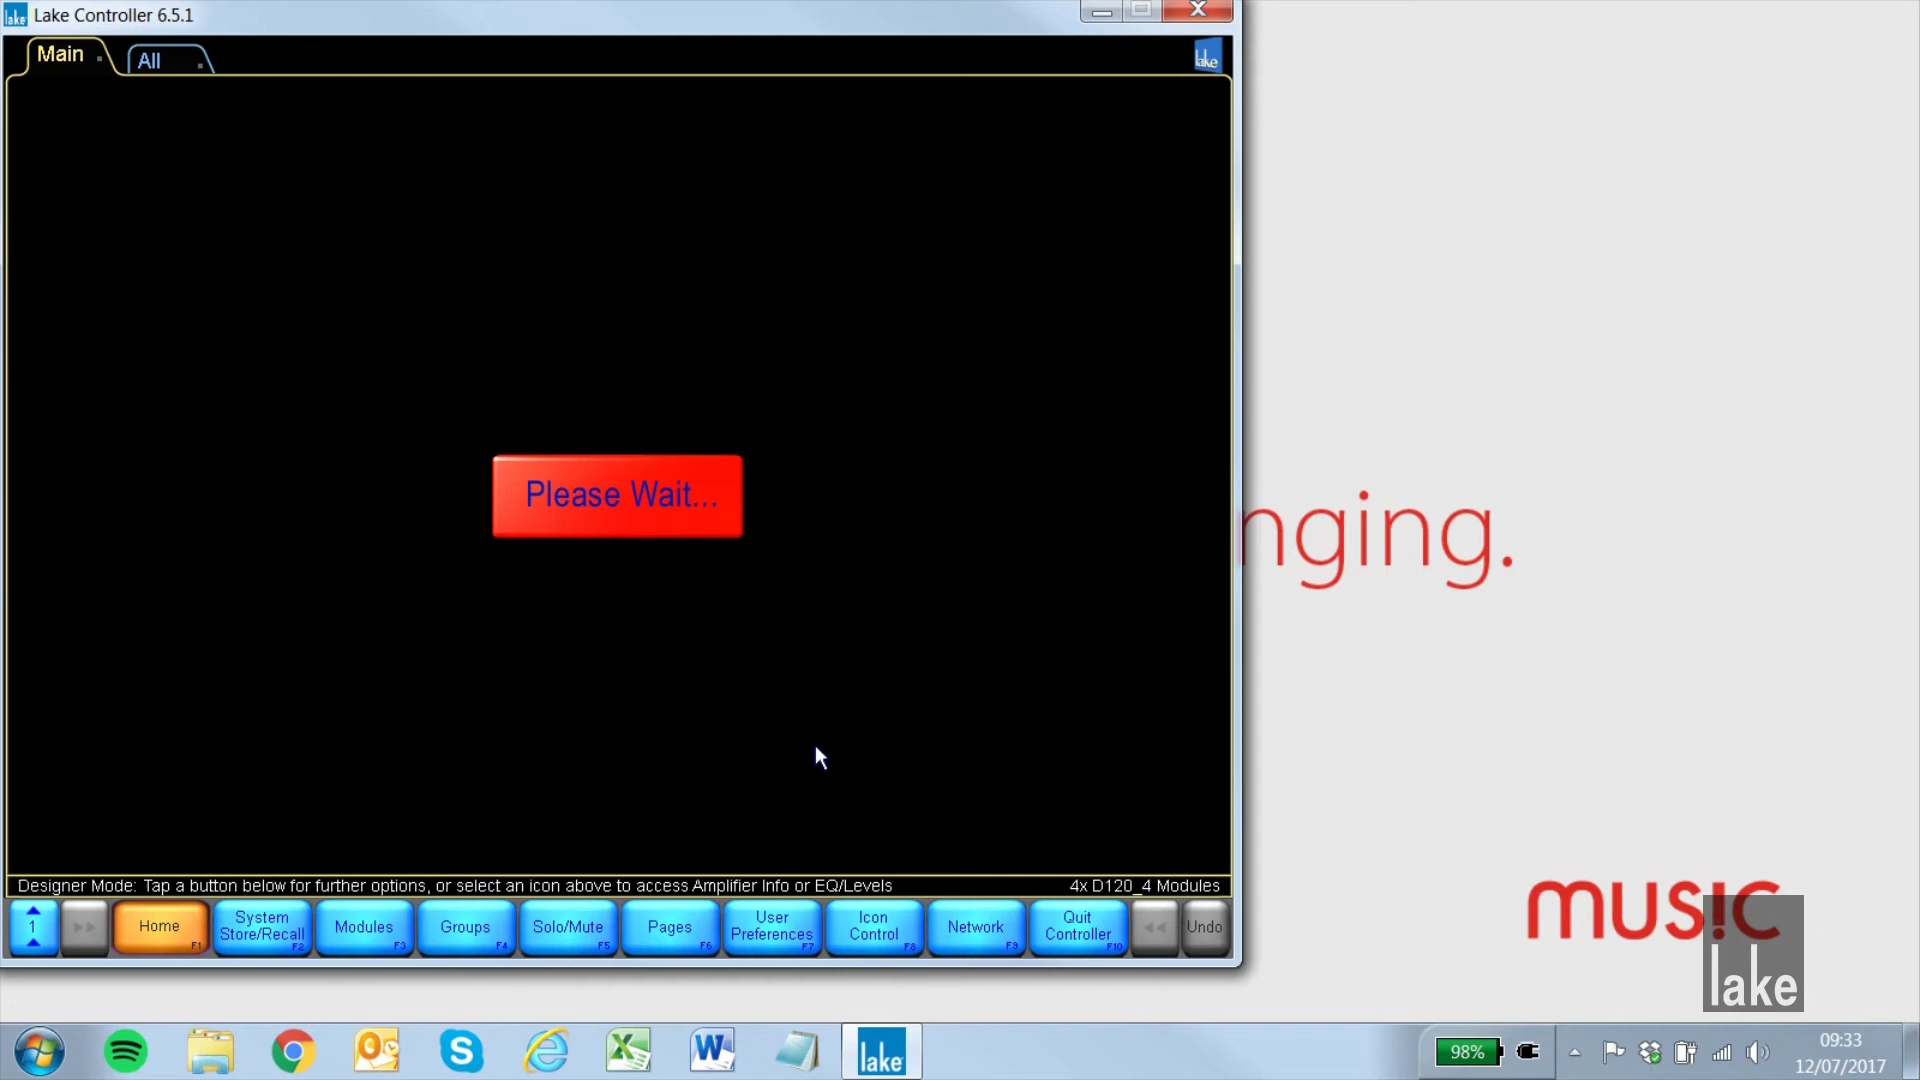 lake Lake Controller 6.5.1
Main
All
lake
Please Wait...
nging.
Designer Mode: Tap a button below for further options, or select an icon above to access Amplifier Info or EQ/Levels
4x D120_4 Modules
1
Home F1
System Store/Recall F2
Modules F3
Groups F4
Solo/Mute F5
Pages F6
User Preferences F7
Icon Control F8
Network F9
Quit Controller F10
Undo
mus!c
lake
lake
98%
09:33
12/07/2017